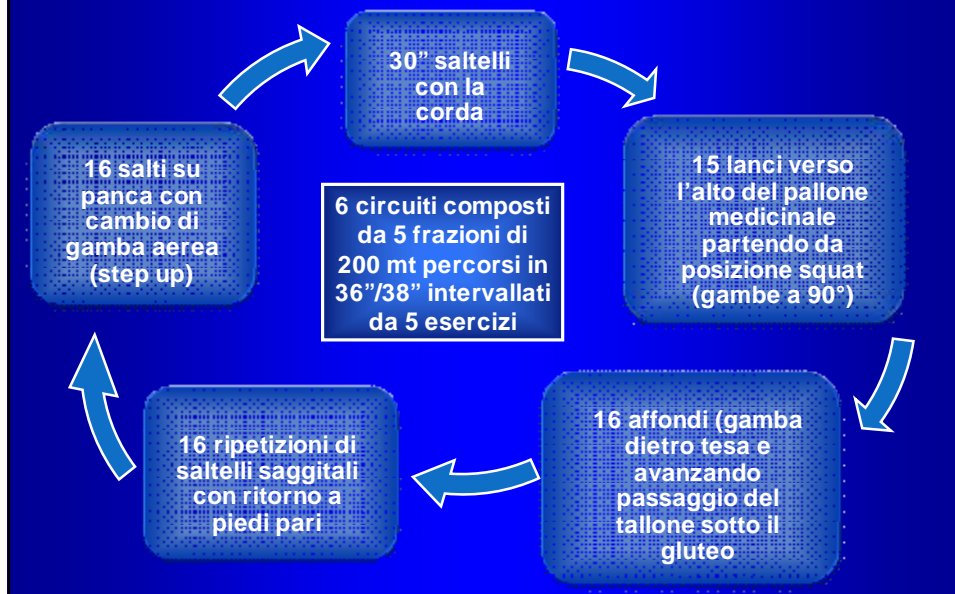 30” saltelli
con la
corda
15 lanci verso
l’alto del pallone
medicinale
partendo da
posizione squat
(gambe a 90°)
16 affondi (gamba
dietro tesa e
avanzando
passaggio del
tallone sotto il
gluteo
16 ripetizioni di
saltelli saggitali
con ritorno a
piedi pari
16 salti su
panca con
cambio di
gamba aerea
(step up)
6 circuiti composti
da 5 frazioni di
200 mt percorsi in
36”/38” intervallati
da 5 esercizi